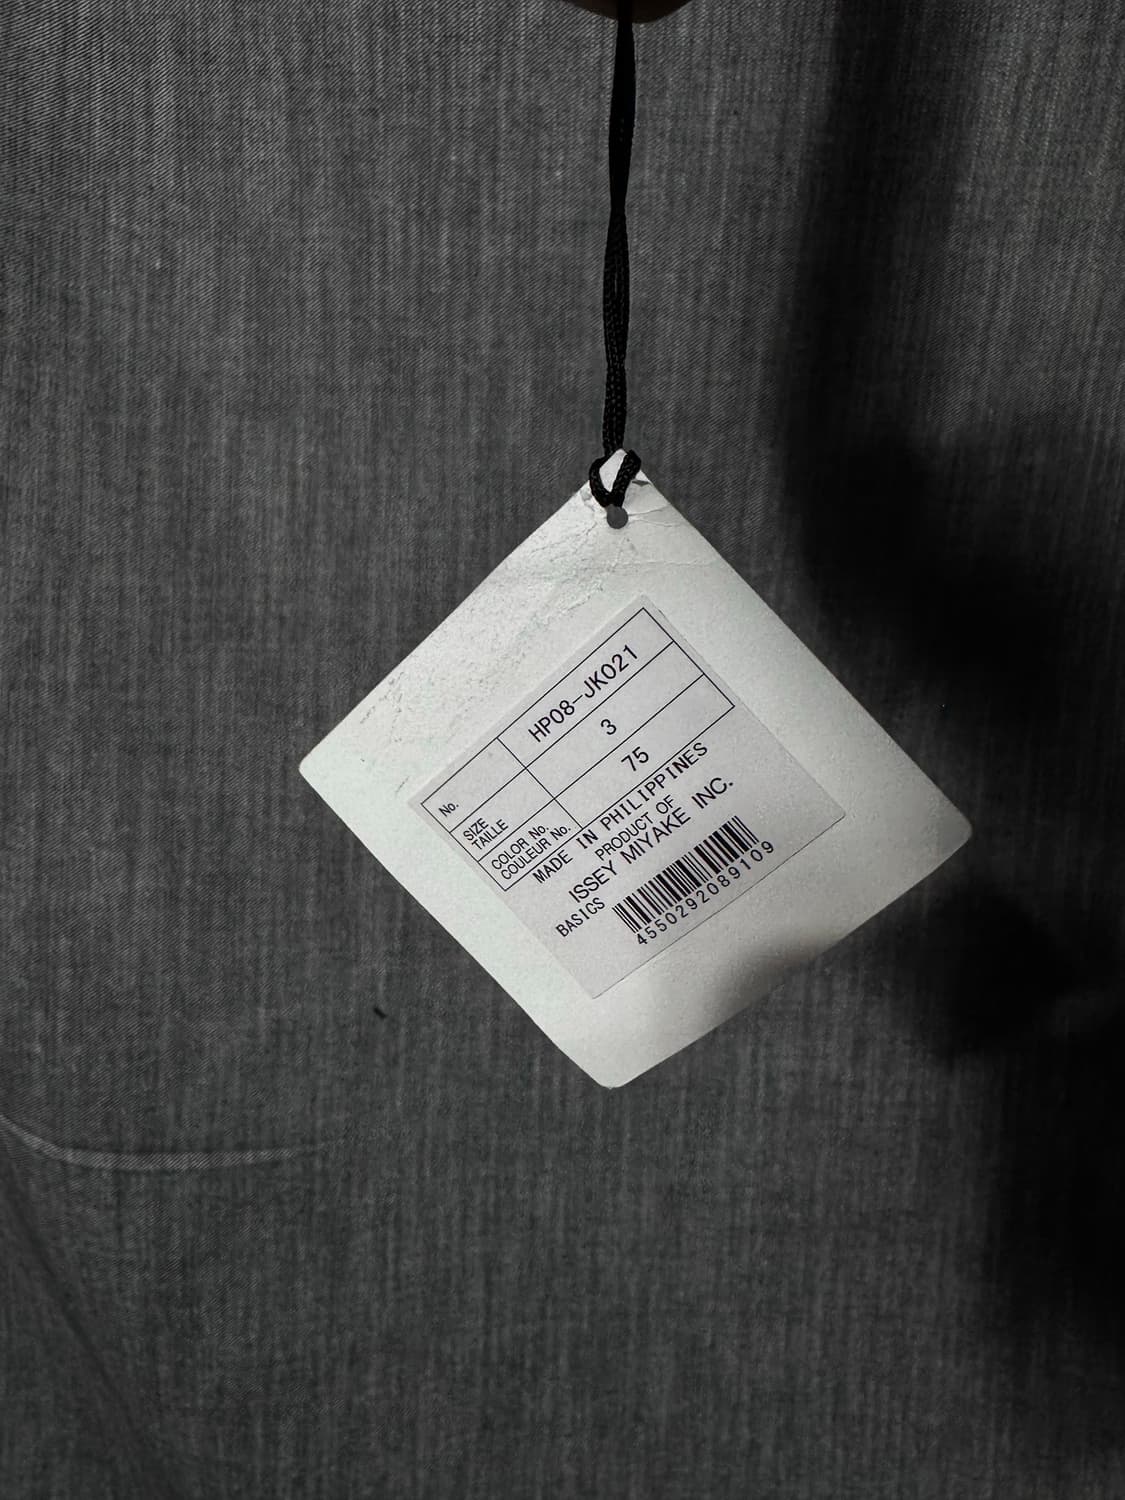 No. HP08-JK021
SIZE
TAILLE 3
COLOR No.
COULEUR No. 75
MADE IN PHILIPPINES
PRODUCT OF
ISSEY MIYAKE INC.
BASICS
4550292089109